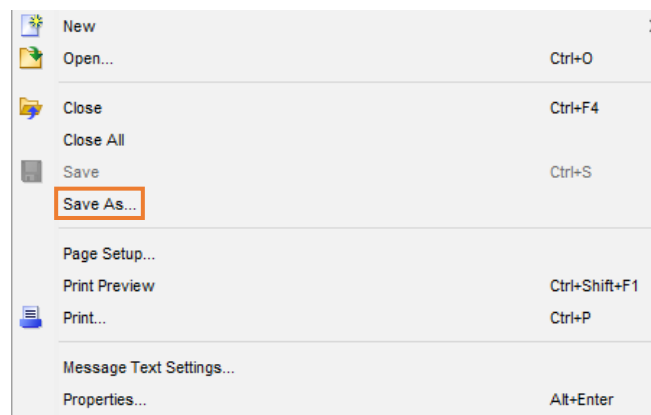 New
Open... Ctrl+O
Close Ctrl+F4
Close All
Save Ctrl+S
Save As...
Page Setup...
Print Preview Ctrl+Shift+F1
Print... Ctrl+P
Message Text Settings...
Properties... Alt+Enter